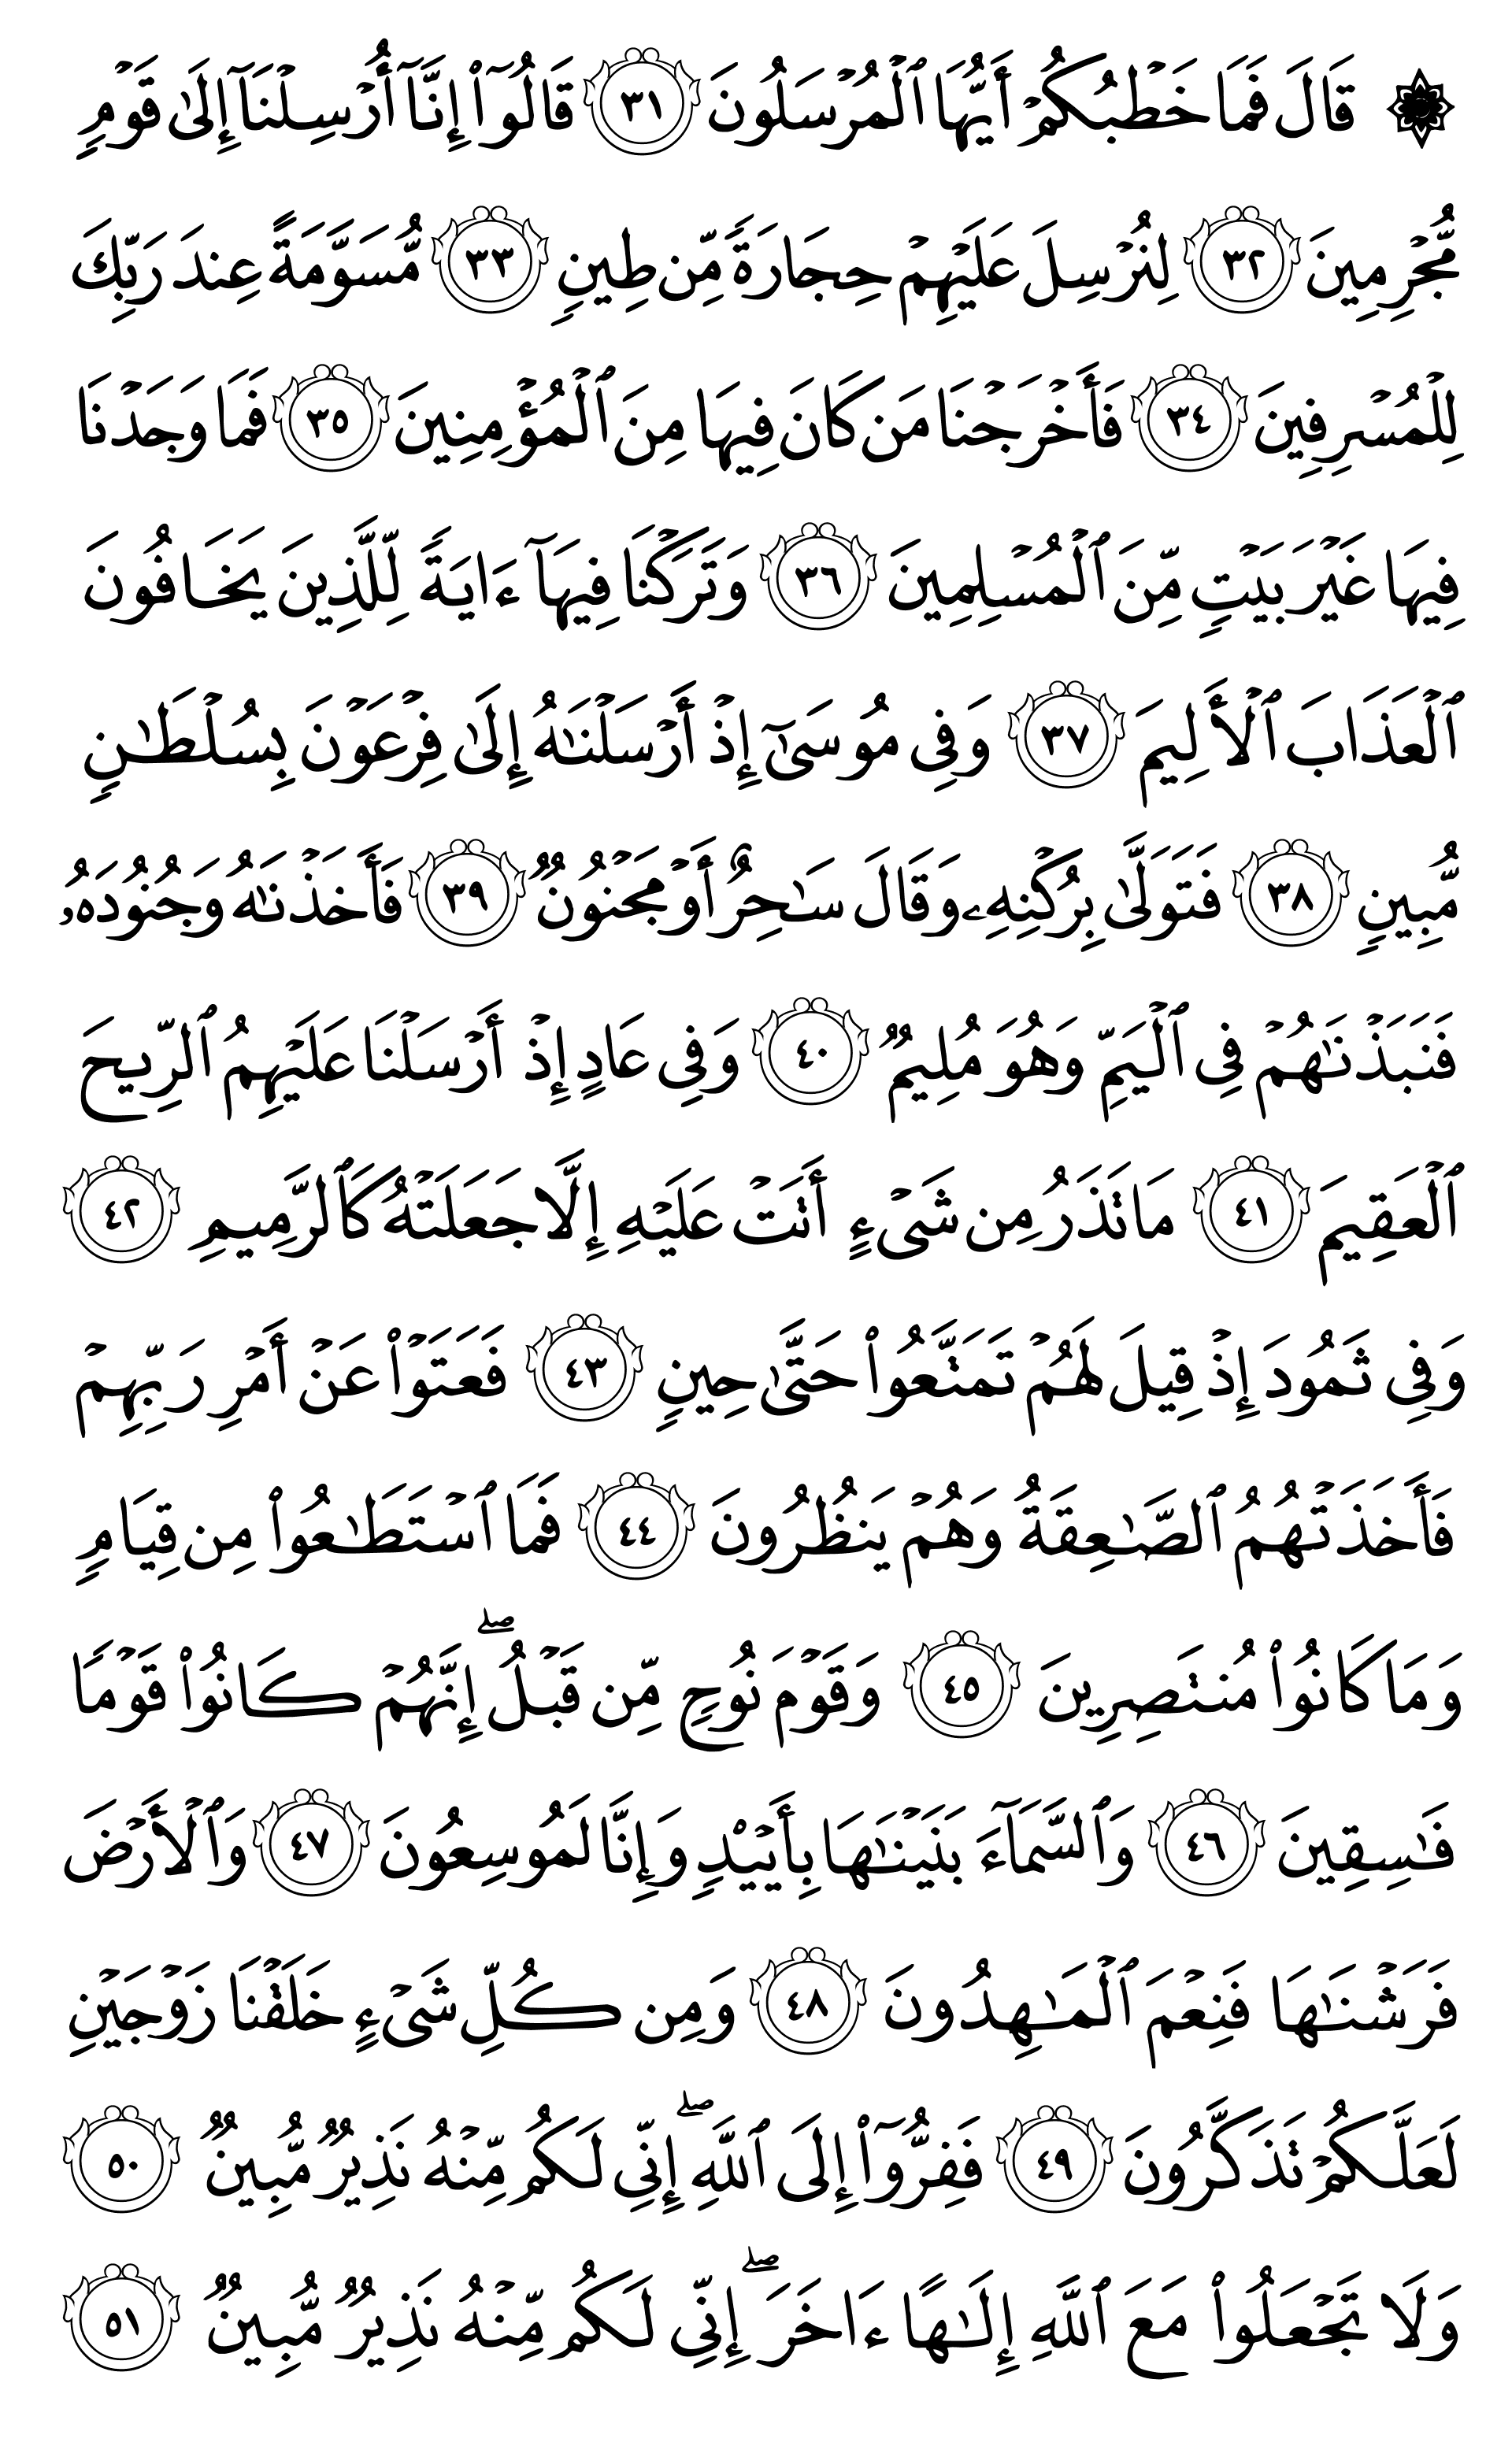 ۞ قَالَ فَمَا خَطۡبُكُمۡ أَيُّهَا ٱلۡمُرۡسَلُونَ ٣١ قَالُوٓاْ إِنَّآ أُرۡسِلۡنَآ إِلَىٰ قَوۡمٖ
مُّجۡرِمِينَ ٣٢ لِنُرۡسِلَ عَلَيۡهِمۡ حِجَارَةٗ مِّن طِينٖ ٣٣ مُّسَوَّمَةً عِندَ رَبِّكَ
لِلۡمُسۡرِفِينَ ٣٤ فَأَخۡرَجۡنَا مَن كَانَ فِيهَا مِنَ ٱلۡمُؤۡمِنِينَ ٣٥ فَمَا وَجَدۡنَا
فِيهَا غَيۡرَ بَيۡتٖ مِّنَ ٱلۡمُسۡلِمِينَ ٣٦ وَتَرَكۡنَا فِيهَآ ءَايَةٗ لِّلَّذِينَ يَخَافُونَ
ٱلۡعَذَابَ ٱلۡأَلِيمَ ٣٧ وَفِي مُوسَىٰٓ إِذۡ أَرۡسَلۡنَٰهُ إِلَىٰ فِرۡعَوۡنَ بِسُلۡطَٰنٖ
مُّبِينٖ ٣٨ فَتَوَلَّىٰ بِرُكۡنِهِۦ وَقَالَ سَٰحِرٌ أَوۡ مَجۡنُونٞ ٣٩ فَأَخَذۡنَٰهُ وَجُنُودَهُۥ
فَنَبَذۡنَٰهُمۡ فِي ٱلۡيَمِّ وَهُوَ مُلِيمٞ ٤٠ وَفِي عَادٍ إِذۡ أَرۡسَلۡنَا عَلَيۡهِمُ ٱلرِّيحَ
ٱلۡعَقِيمَ ٤١ مَا تَذَرُ مِن شَيۡءٍ أَتَتۡ عَلَيۡهِ إِلَّا جَعَلَتۡهُ كَٱلرَّمِيمِ ٤٢
وَفِي ثَمُودَ إِذۡ قِيلَ لَهُمۡ تَمَتَّعُواْ حَتَّىٰ حِينٖ ٤٣ فَعَتَوۡاْ عَنۡ أَمۡرِ رَبِّهِمۡ
فَأَخَذَتۡهُمُ ٱلصَّٰعِقَةُ وَهُمۡ يَنظُرُونَ ٤٤ فَمَا ٱسۡتَطَٰعُواْ مِن قِيَامٖ
وَمَا كَانُواْ مُنتَصِرِينَ ٤٥ وَقَوۡمَ نُوحٖ مِّن قَبۡلُۖ إِنَّهُمۡ كَانُواْ قَوۡمٗا
فَٰسِقِينَ ٤٦ وَٱلسَّمَآءَ بَنَيۡنَٰهَا بِأَيۡيْدٖ وَإِنَّا لَمُوسِعُونَ ٤٧ وَٱلۡأَرۡضَ
فَرَشۡنَٰهَا فَنِعۡمَ ٱلۡمَٰهِدُونَ ٤٨ وَمِن كُلِّ شَيۡءٍ خَلَقۡنَا زَوۡجَيۡنِ
لَعَلَّكُمۡ تَذَكَّرُونَ ٤٩ فَفِرُّوٓاْ إِلَى ٱللَّهِۖ إِنِّي لَكُم مِّنۡهُ نَذِيرٞ مُّبِينٞ ٥٠
وَلَا تَجۡعَلُواْ مَعَ ٱللَّهِ إِلَٰهًا ءَاخَرَۖ إِنِّي لَكُم مِّنۡهُ نَذِيرٞ مُّبِينٞ ٥١